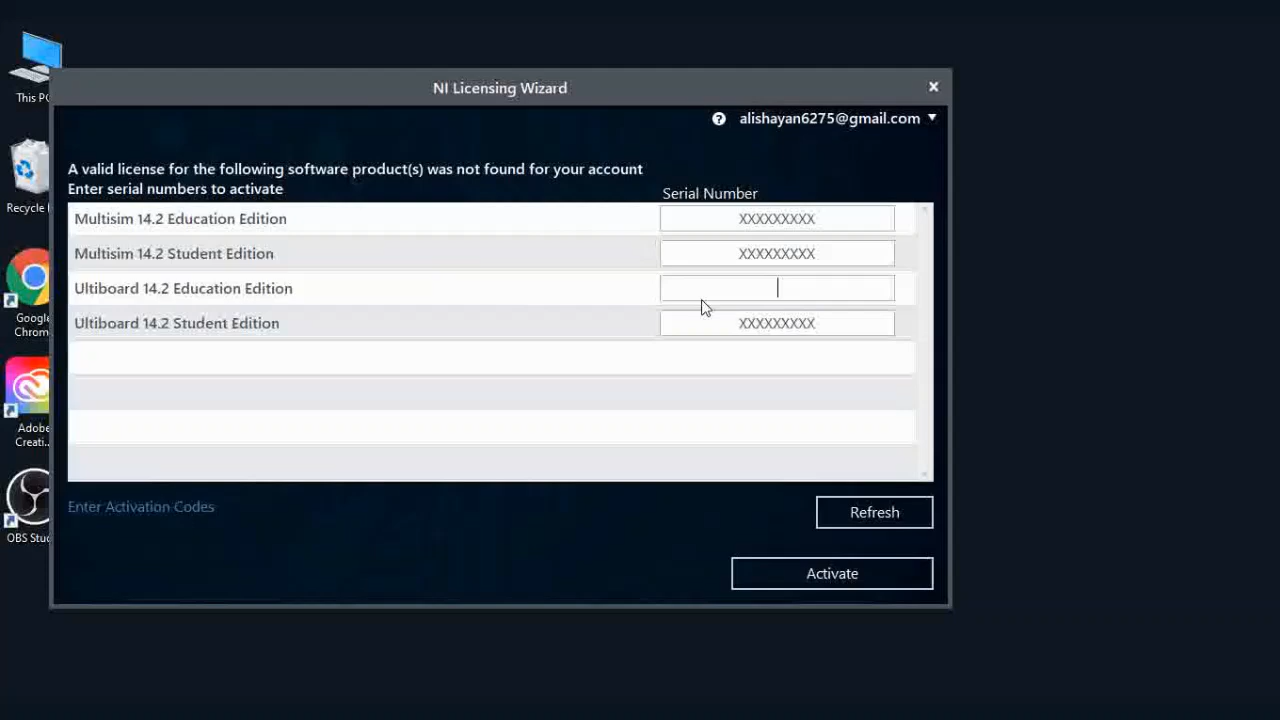 This PC
Recycle
Google
Chrom
Adobe
Creati...
OBS Stud
NI Licensing Wizard
x
? alishayan6275@gmail.com
A valid license for the following software product(s) was not found for your account
Enter serial numbers to activate
Serial Number
Multisim 14.2 Education Edition XXXXXXXXX
Multisim 14.2 Student Edition XXXXXXXXX
Ultiboard 14.2 Education Edition
Ultiboard 14.2 Student Edition XXXXXXXXX
Enter Activation Codes
Refresh
Activate